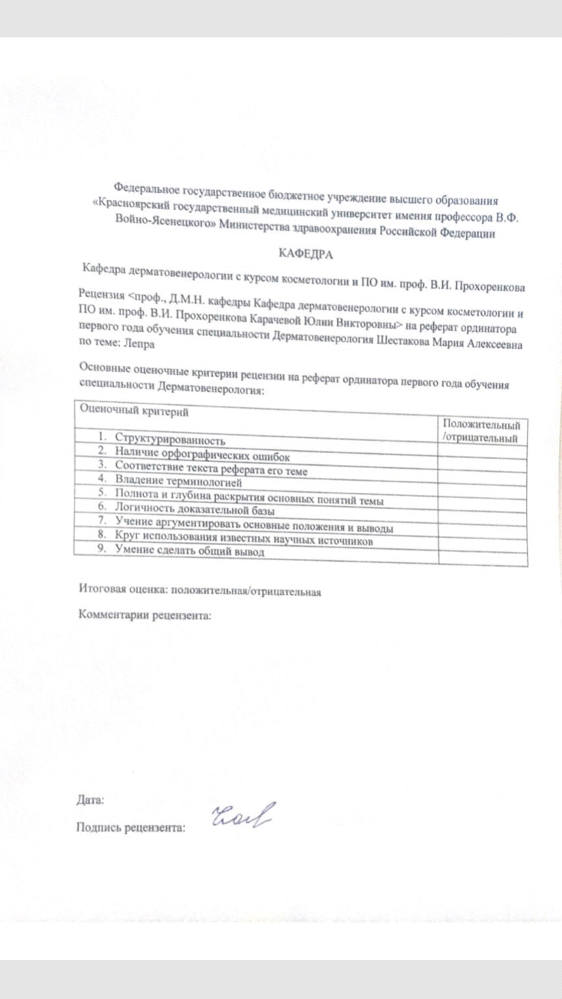 Федеральное государственное бюджетное учреждение высшего образования
«Красноярский государственный медицинский университет имения профессора В.Ф.
Войно-Ясенецкого» Министерства здравоохранения Российской Федерации
КАФЕДРА
Кафедра дерматовенерологии с курсом косметологии и ПО им. проф. В.И. Прохоренкова
Рецензия <проф., Д.М.Н. кафедры Кафедра дерматовенерологии с курсом косметологии и
ПО им. проф. В.И. Прохоренкова Карачевой Юлии Викторовны> на реферат ординатора
первого года обучения специальности Дерматовенерология Шестакова Мария Алексеевна
по теме: Лепра
Основные оценочные критерии рецензии на реферат ординатора первого года обучения
специальности Дерматовенерология:
Оценочный критерий
Положительный
/отрицательный
1. Структурированность
2. Наличие орфографических ошибок
3. Соответствие текста реферата его теме
4. Владение терминологией
5. Полнота и глубина раскрытия основных понятий темы
6. Логичность доказательной базы
7. Учение аргументировать основные положения и выводы
8. Круг использования известных научных источников
9. Умение сделать общий вывод
Итоговая оценка: положительная/отрицательная
Комментарии рецензента:
Дата:
Подпись рецензента: